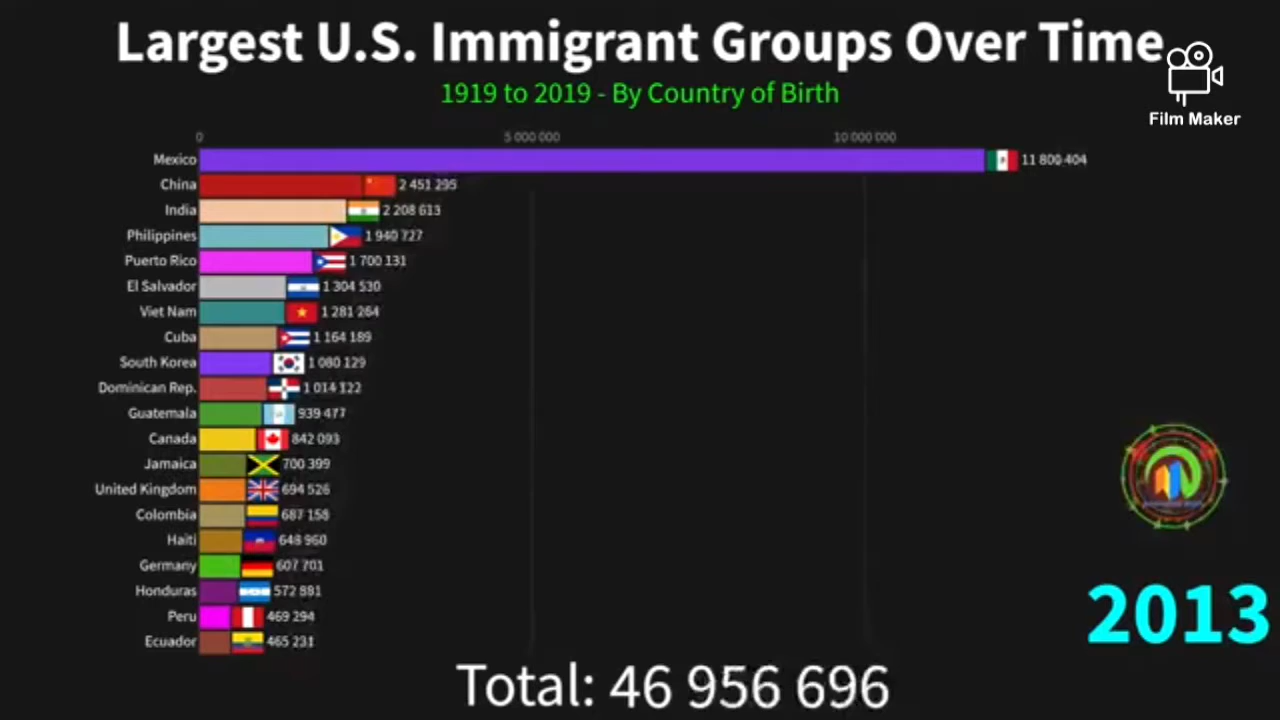 Largest U.S. Immigrant Groups Over Time
Film Maker
1919 to 2019 - By Country of Birth
0 5 000 000 10 000 000
Mexico 11 800 404
China 2 451 295
India 2 208 613
Philippines 1 940 727
Puerto Rico 1 700 131
El Salvador 1 304 530
Viet Nam 1 281 264
Cuba 1 164 189
South Korea 1 080 129
Dominican Rep. 1 014 122
Guatemala 939 477
Canada 842 093
Jamaica 700 399
United Kingdom 694 526
Colombia 687 158
Haiti 648 960
Germany 607 701
Honduras 572 881
Peru 469 294
Ecuador 465 231
2013
Total: 46 956 696